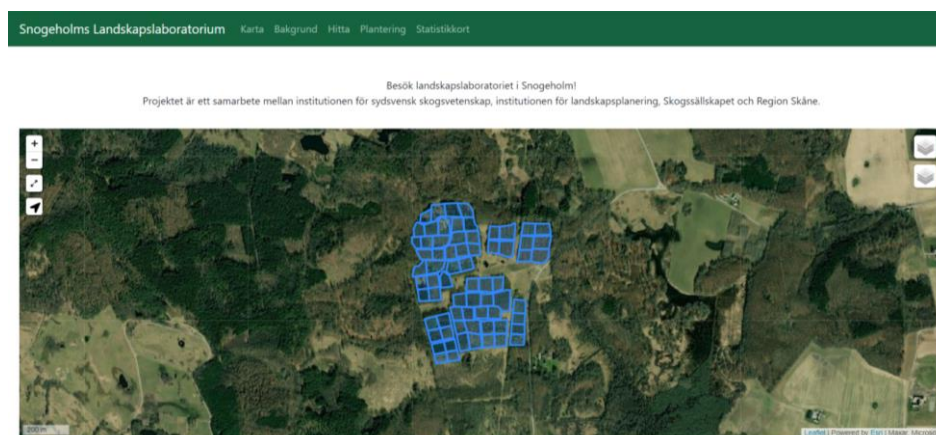 Snogeholms Landskapslaboratorium Karta Bakgrund Hitta Plantering Statistikkort
Besök landskapslaboratoriet i Snogeholm!
Projektet är ett samarbete mellan institutionen för sydsvensk skogsvetenskap, institutionen för landskapsplanering, Skogssällskapet och Region Skåne.
+
−
200 m
Leaflet | Powered by Esri | Maxar, Microsoft